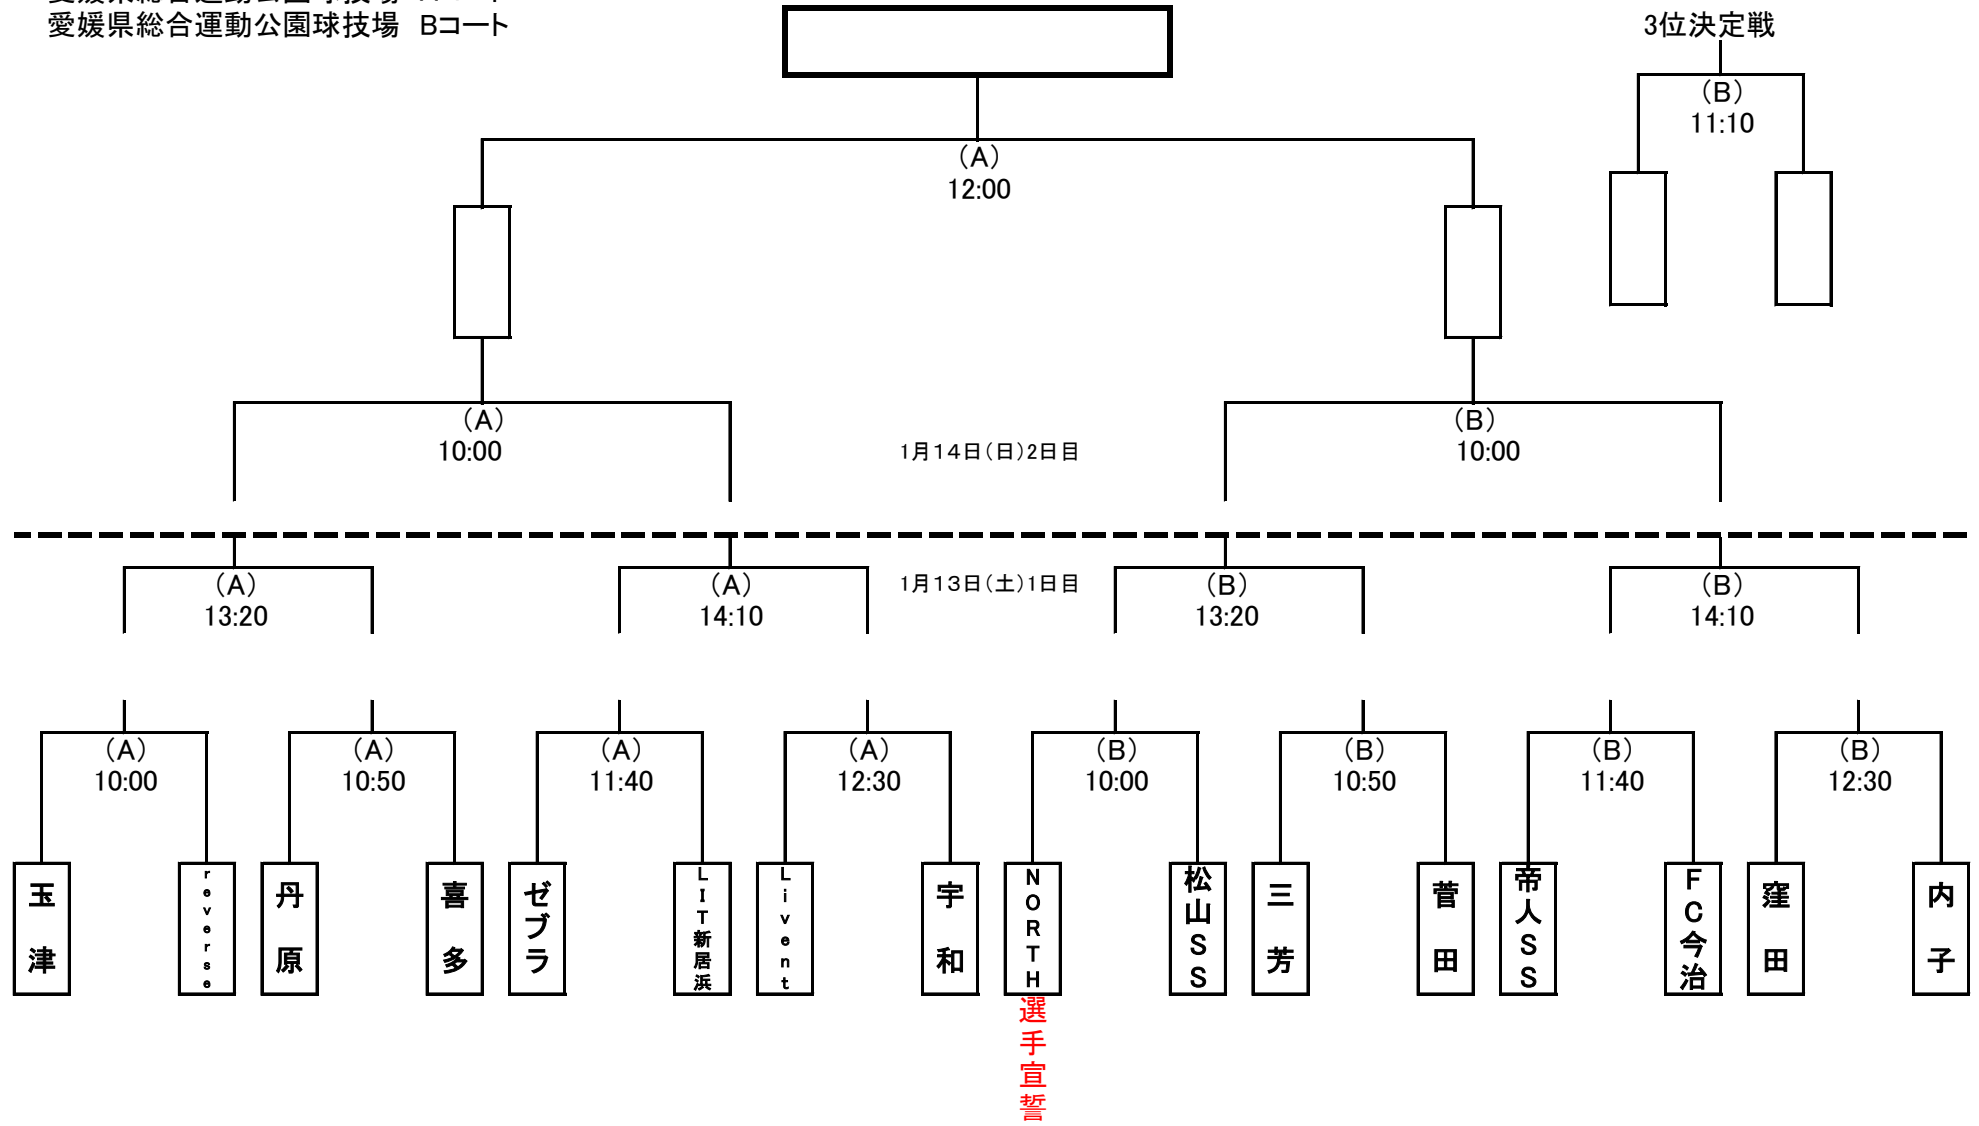 愛媛県総合運動公園球技場 Bコート
3位決定戦
（B）
11:10
（A）
12:00
（A）
10:00
1月14日（日）2日目
（B）
10:00
（A）
13:20
（A）
14:10
1月13日（土）1日目
（B）
13:20
（B）
14:10
（A）
10:00
（A）
10:50
（A）
11:40
（A）
12:30
（B）
10:00
（B）
10:50
（B）
11:40
（B）
12:30
玉津
reverse
丹原
喜多
ゼブラ
LIT新居浜
Livent
宇和
NORTH
松山SS
三芳
菅田
帝人SS
FC今治
窪田
内子
選手宣誓